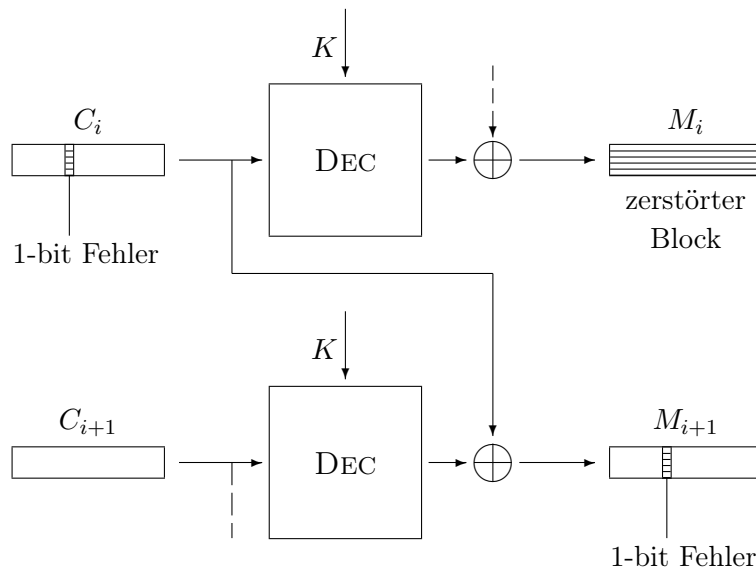 K
C_i
DEC
M_i
zerstörter
Block
1-bit Fehler
K
C_{i+1}
DEC
M_{i+1}
1-bit Fehler